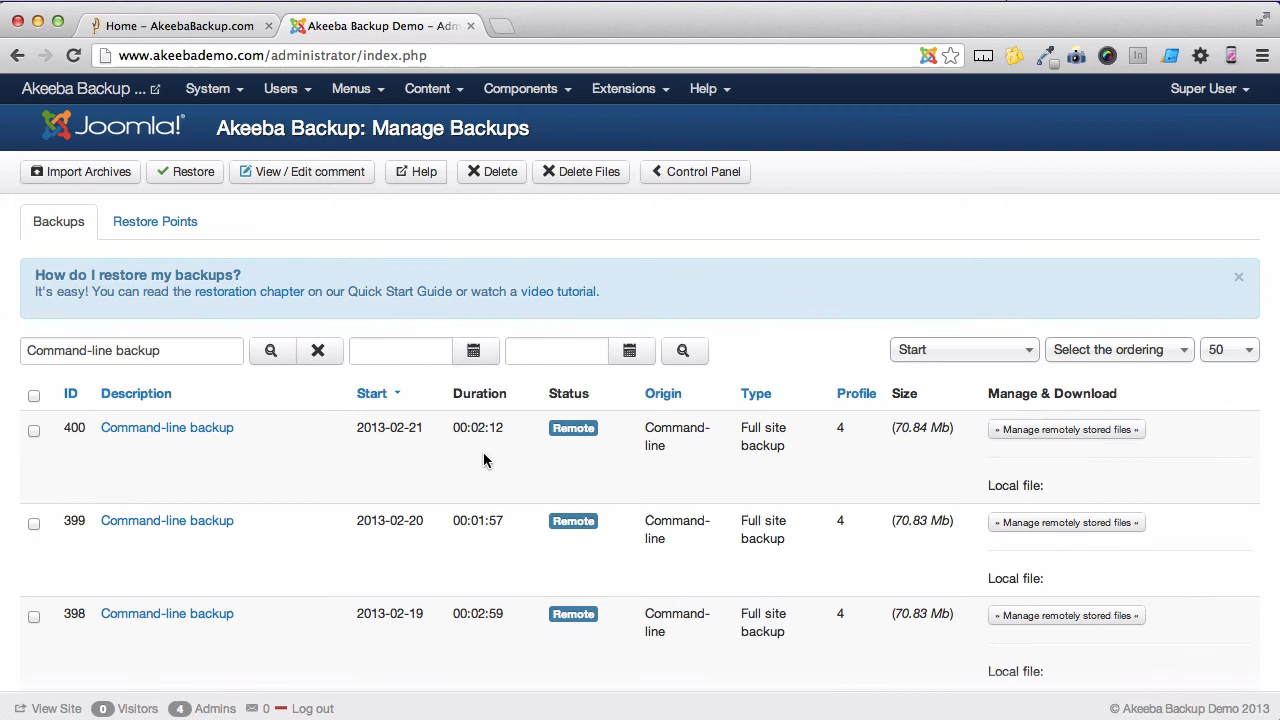 Home – AkeebaBackup.com
Akeeba Backup Demo – Adm
www.akeebademo.com/administrator/index.php
Akeeba Backup ... System Users Menus Content Components Extensions Help Super User
Joomla!® Akeeba Backup: Manage Backups
Import Archives Restore View / Edit comment Help Delete Delete Files Control Panel
Backups Restore Points
How do I restore my backups?
It's easy! You can read the restoration chapter on our Quick Start Guide or watch a video tutorial.
Command-line backup Start Select the ordering 50
ID Description Start Duration Status Origin Type Profile Size Manage & Download
400 Command-line backup 2013-02-21 00:02:12 Remote Command- Full site 4 (70.84 Mb) » Manage remotely stored files «
line backup
Local file:
399 Command-line backup 2013-02-20 00:01:57 Remote Command- Full site 4 (70.83 Mb) » Manage remotely stored files «
line backup
Local file:
398 Command-line backup 2013-02-19 00:02:59 Remote Command- Full site 4 (70.83 Mb) » Manage remotely stored files «
line backup
Local file:
View Site 0 Visitors 4 Admins 0 Log out © Akeeba Backup Demo 2013